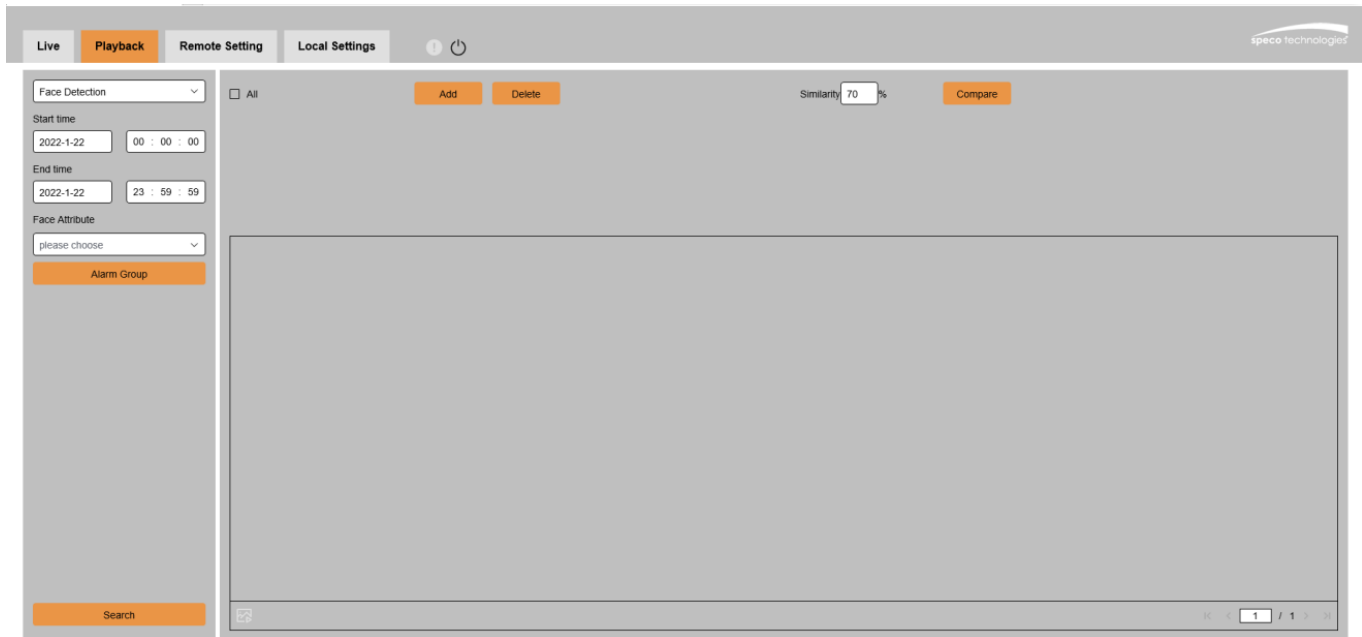 Live Playback Remote Setting Local Settings
speco technologies
Face Detection
All Add Delete Similarity 70 % Compare
Start time
2022-1-22 00 : 00 : 00
End time
2022-1-22 23 : 59 : 59
Face Attribute
please choose
Alarm Group
Search
1 / 1